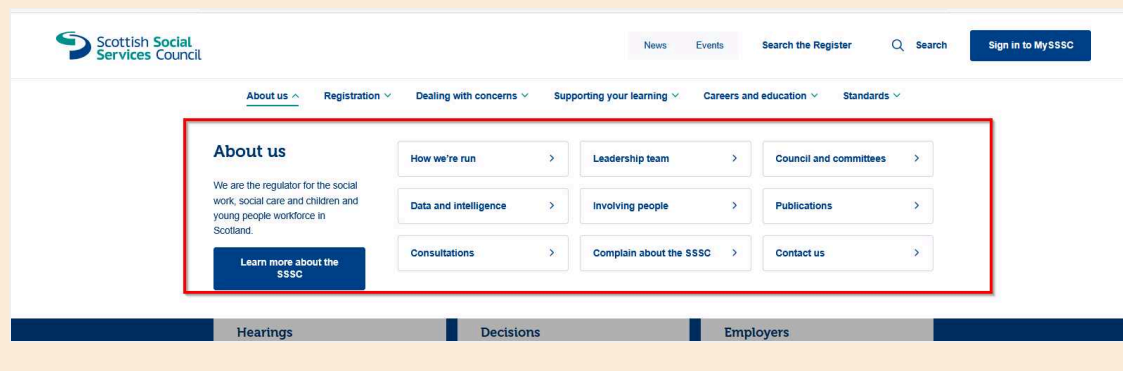 Scottish Social
Services Council
News Events Search the Register Search Sign in to MySSSC
About us Registration Dealing with concerns Supporting your learning Careers and education Standards
About us
We are the regulator for the social
work, social care and children and
young people workforce in
Scotland.
Learn more about the
SSSC
How we're run Leadership team Council and committees
Data and intelligence Involving people Publications
Consultations Complain about the SSSC Contact us
Hearings Decisions Employers